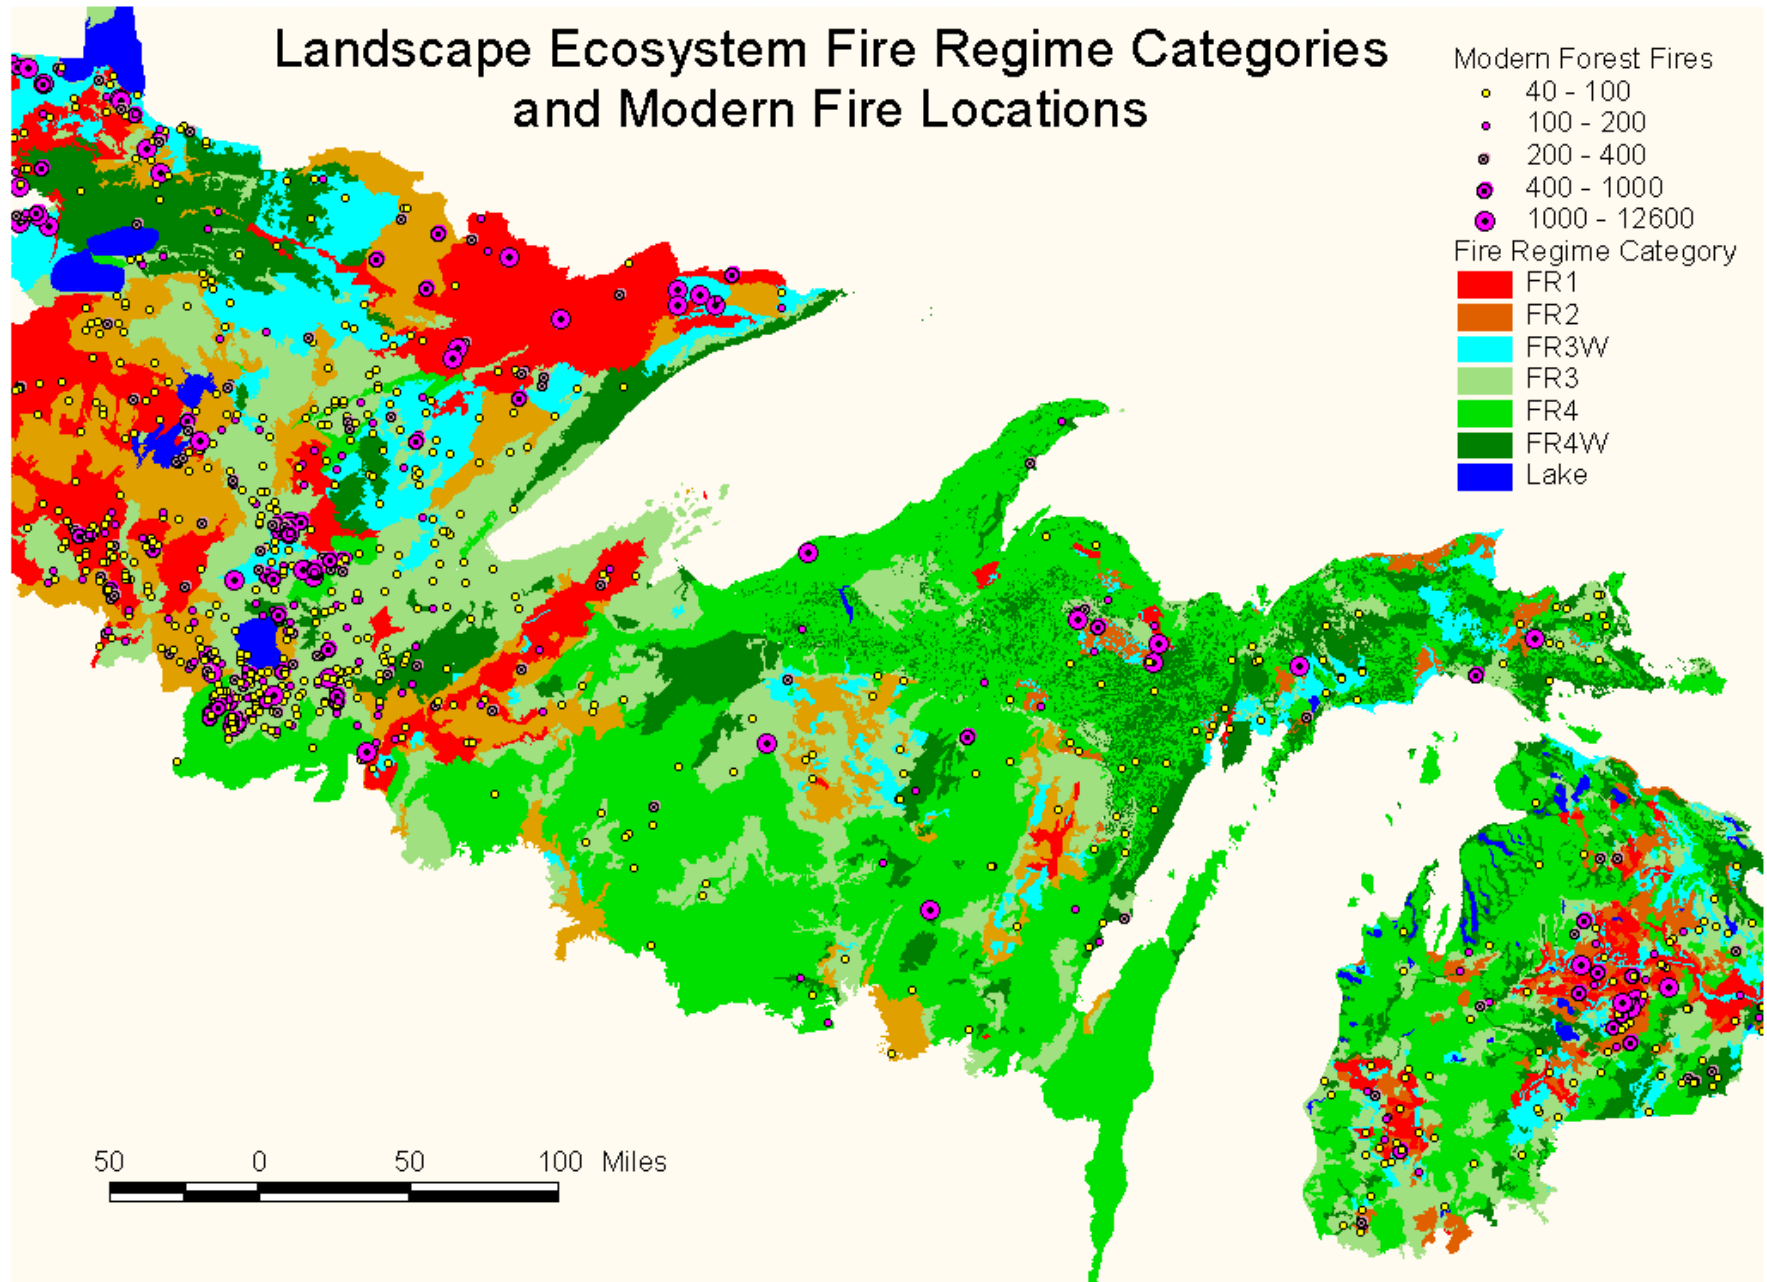 Landscape Ecosystem Fire Regime Categories
and Modern Fire Locations
Modern Forest Fires
40 - 100
100 - 200
200 - 400
400 - 1000
1000 - 12600
Fire Regime Category
FR1
FR2
FR3W
FR3
FR4
FR4W
Lake
50 0 50 100 Miles